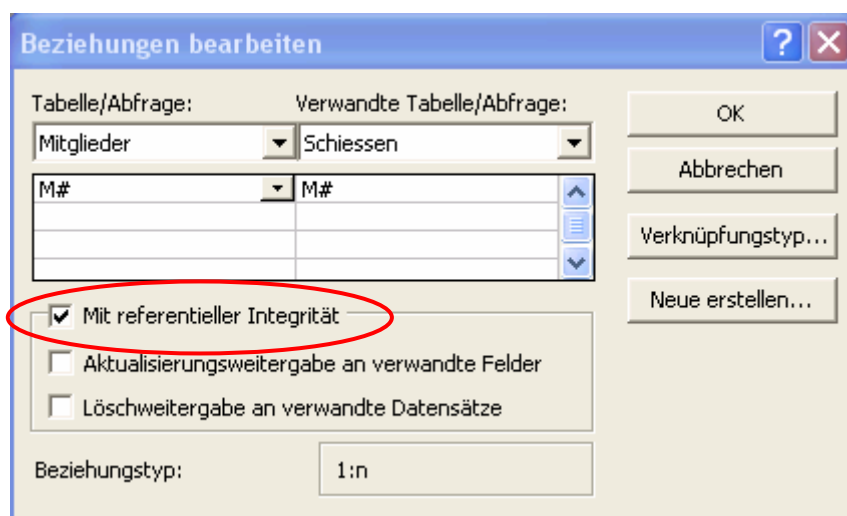 Beziehungen bearbeiten
Tabelle/Abfrage: Verwandte Tabelle/Abfrage:
Mitglieder Schiessen
M# M#
Mit referentieller Integrität
Aktualisierungsweitergabe an verwandte Felder
Löschweitergabe an verwandte Datensätze
Beziehungstyp: 1:n
OK
Abbrechen
Verknüpfungstyp...
Neue erstellen...